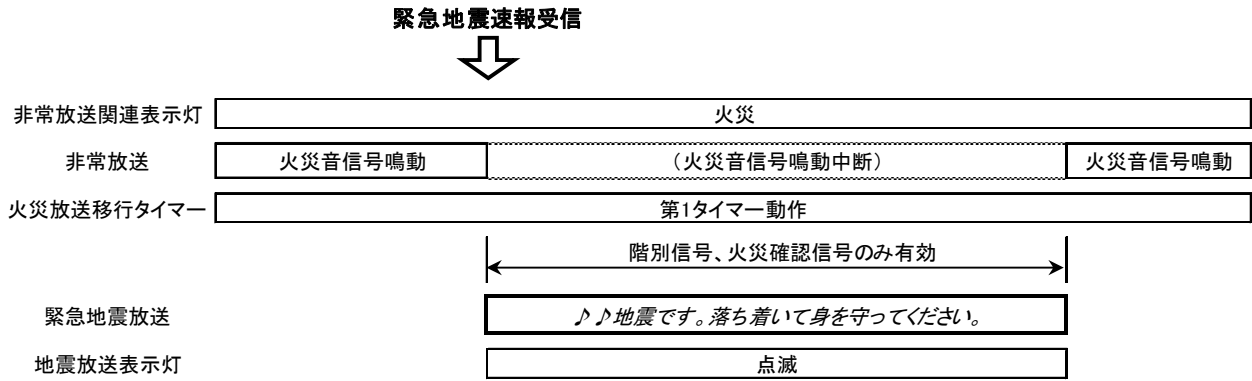 緊急地震速報受信
非常放送関連表示灯 火災
非常放送 火災音信号鳴動 （火災音信号鳴動中断） 火災音信号鳴動
火災放送移行タイマー 第1タイマー動作
階別信号、火災確認信号のみ有効
緊急地震放送 ♪♪地震です。落ち着いて身を守ってください。
地震放送表示灯 点滅